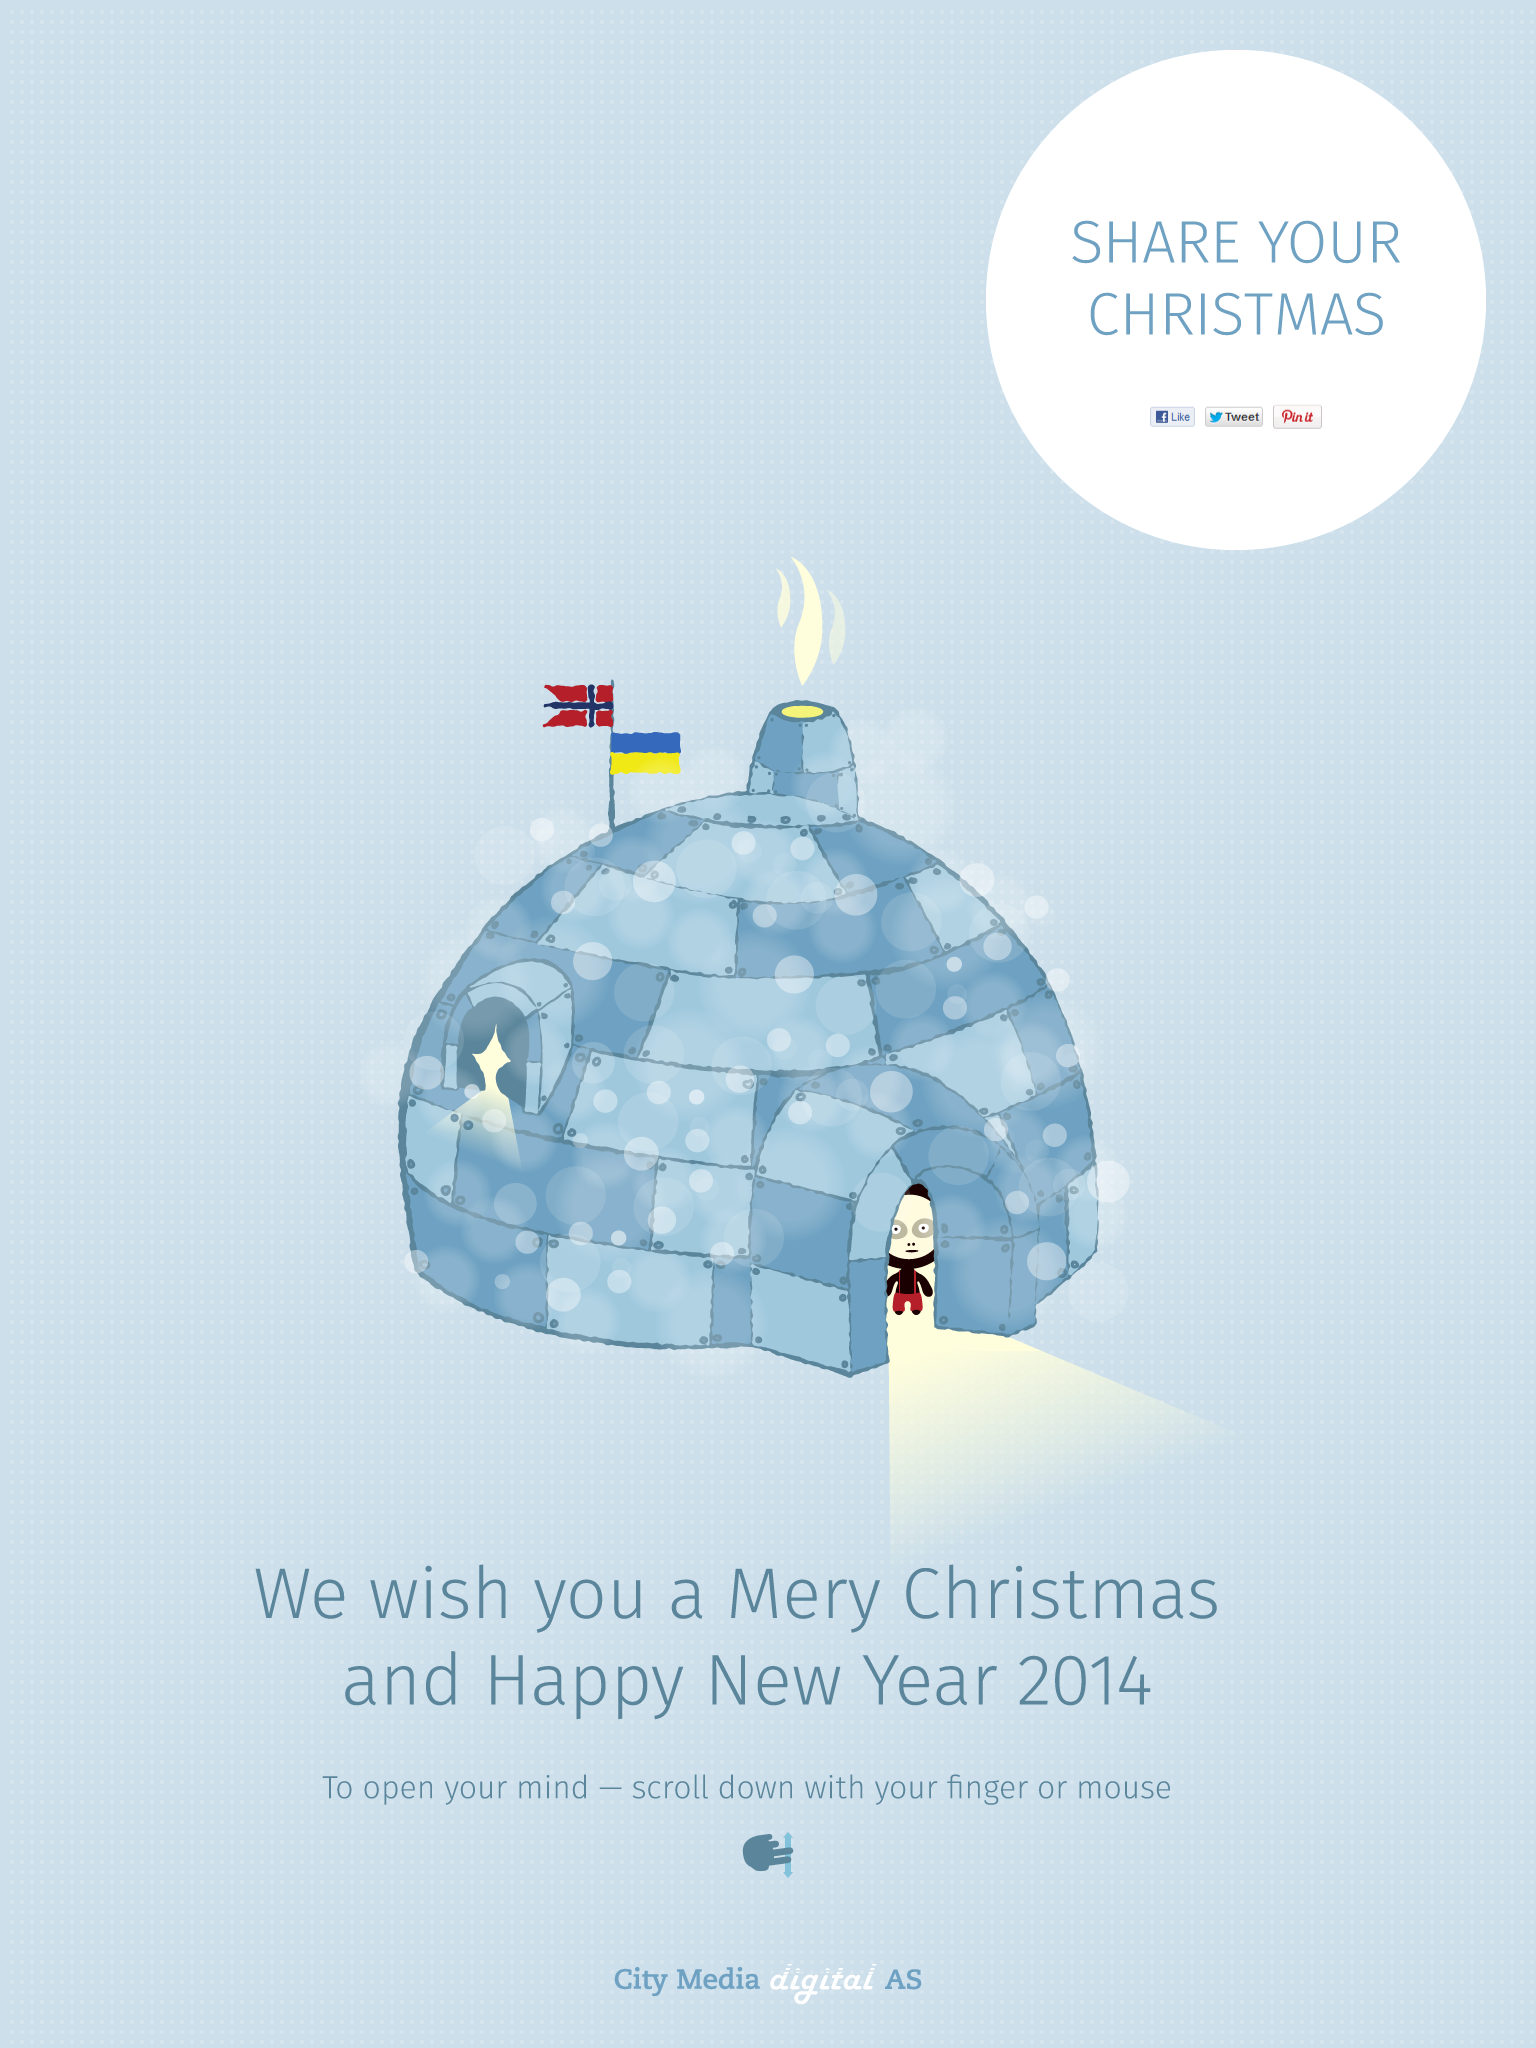 SHARE YOUR
CHRISTMAS
Like Tweet Pin it
We wish you a Mery Christmas
and Happy New Year 2014
To open your mind — scroll down with your finger or mouse
City Media digital AS